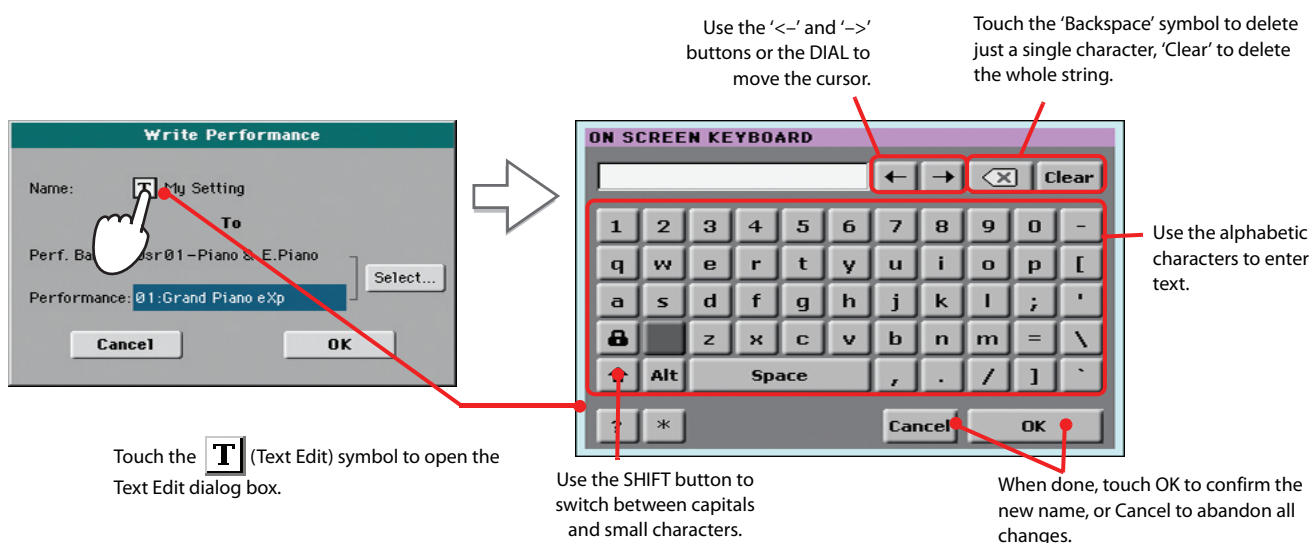 Use the ‘<–’ and ‘–>’
buttons or the DIAL to
move the cursor.
Touch the ‘Backspace’ symbol to delete
just a single character, ‘Clear’ to delete
the whole string.
Write Performance
Name: T My Setting
To
Perf. Ba sr01-Piano & E.Piano
Select...
Performance: 01:Grand Piano eXp
Cancel OK
Touch the T (Text Edit) symbol to open the
Text Edit dialog box.
ON SCREEN KEYBOARD
← → Clear
1 2 3 4 5 6 7 8 9 0 -
q w e r t y u i o p [
a s d f g h j k l ; '
z x c v b n m = \
Alt Space , . / ] `
? *
Cancel OK
Use the alphabetic
characters to enter
text.
Use the SHIFT button to
switch between capitals
and small characters.
When done, touch OK to confirm the
new name, or Cancel to abandon all
changes.